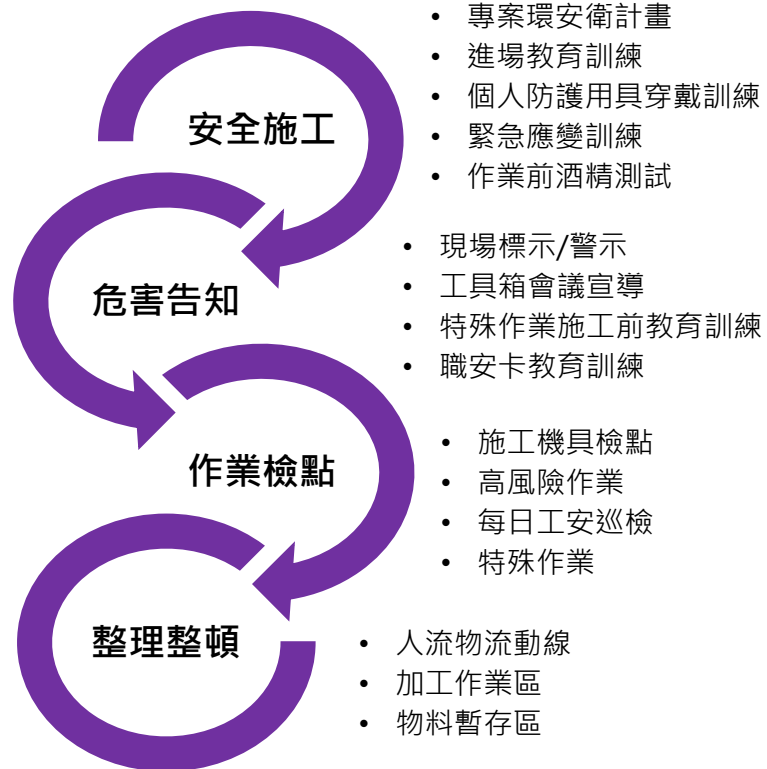 安全施工
• 專案環安衛計畫
• 進場教育訓練
• 個人防護用具穿戴訓練
• 緊急應變訓練
• 作業前酒精測試
危害告知
• 現場標示/警示
• 工具箱會議宣導
• 特殊作業施工前教育訓練
• 職安卡教育訓練
作業檢點
• 施工機具檢點
• 高風險作業
• 每日工安巡檢
• 特殊作業
整理整頓
• 人流物流動線
• 加工作業區
• 物料暫存區